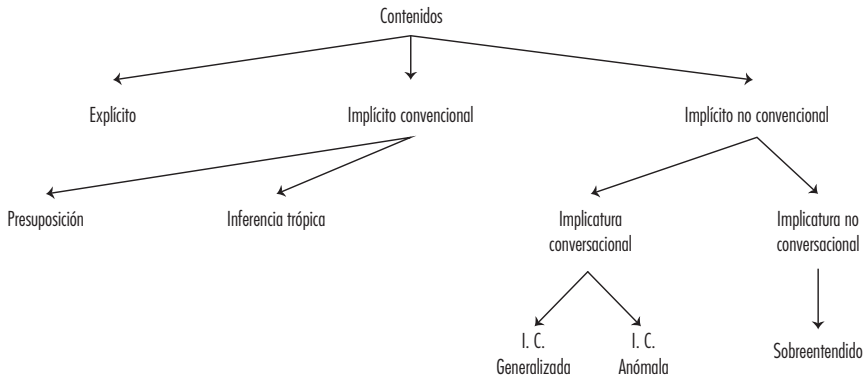 Contenidos
Explícito
Implícito convencional
Implícito no convencional
Presuposición
Inferencia trópica
Implicatura
conversacional
Implicatura no
conversacional
I. C.
Generalizada
I. C.
Anómala
Sobreentendido